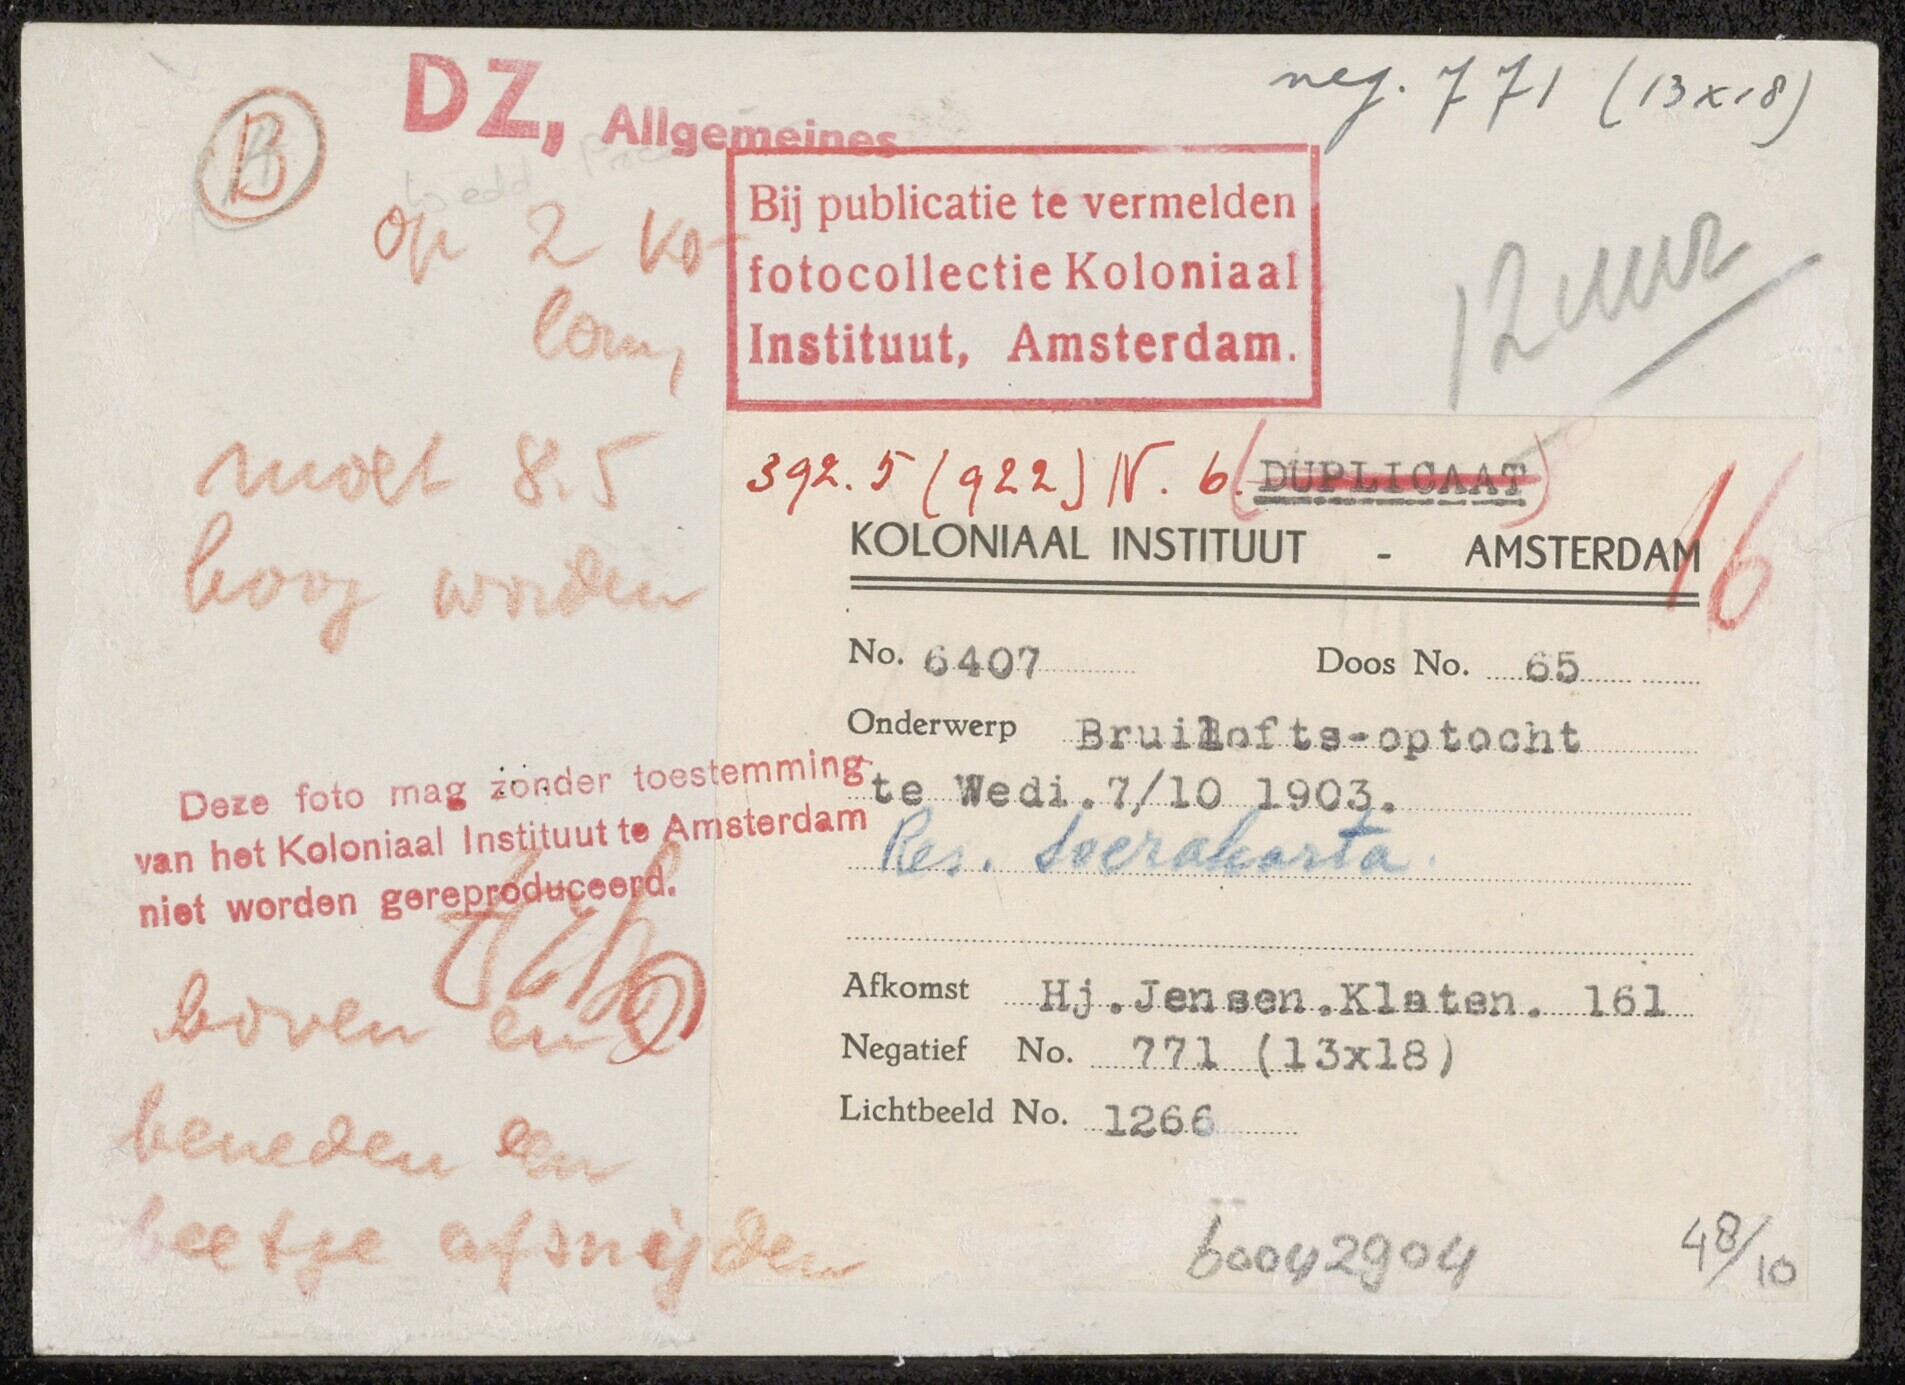 B
DZ, Allgemeines
neg. 771 (13x18)
op 2 ko-
lom,
Bij publicatie te vermelden
fotocollectie Koloniaal
Instituut, Amsterdam.
12 uur
moet 8.5
hoog worden
392.5 (922) N. 6. (DUPLICAAT)
16
KOLONIAAL INSTITUUT - AMSTERDAM
No. 6407 Doos No. 65
Onderwerp Bruilofts-optocht
te Wedi. 7/10 1903.
Res. Soerakarta.
Deze foto mag zonder toestemming
van het Koloniaal Instituut te Amsterdam
niet worden gereproduceerd.
Afkomst Hj. Jensen. Klaten. 161
Negatief No. 771 (13x18)
Lichtbeeld No. 1266
boven en
beneden een
beetje afsnijden
60042904
48/10